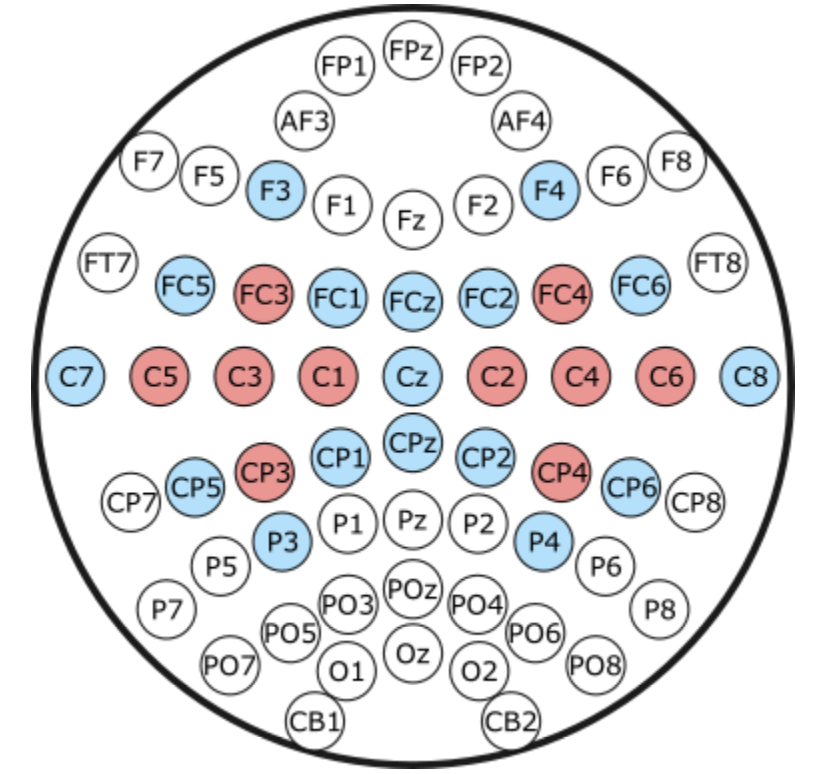 FP1 FPz FP2
AF3 AF4
F7 F5 F3 F1 Fz F2 F4 F6 F8
FT7 FC5 FC3 FC1 FCz FC2 FC4 FC6 FT8
C7 C5 C3 C1 Cz C2 C4 C6 C8
CP7 CP5 CP3 CP1 CPz CP2 CP4 CP6 CP8
P7 P5 P3 P1 Pz P2 P4 P6 P8
PO7 PO5 PO3 POz PO4 PO6 PO8
O1 Oz O2
CB1 CB2